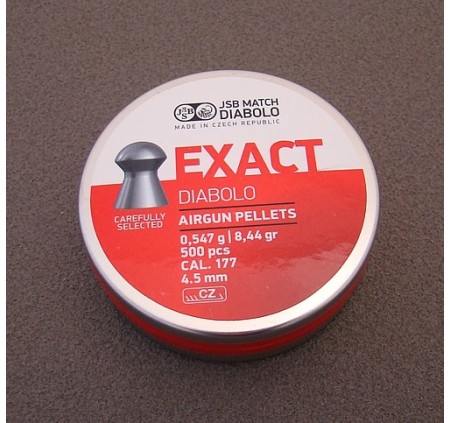 JSB
JSB MATCH
DIABOLO
MADE IN CZECH REPUBLIC
EXACT
DIABOLO
AIRGUN PELLETS
CAREFULLY
SELECTED
0,547 g | 8,44 gr
500 pcs
CAL. 177
4.5 mm
CZ